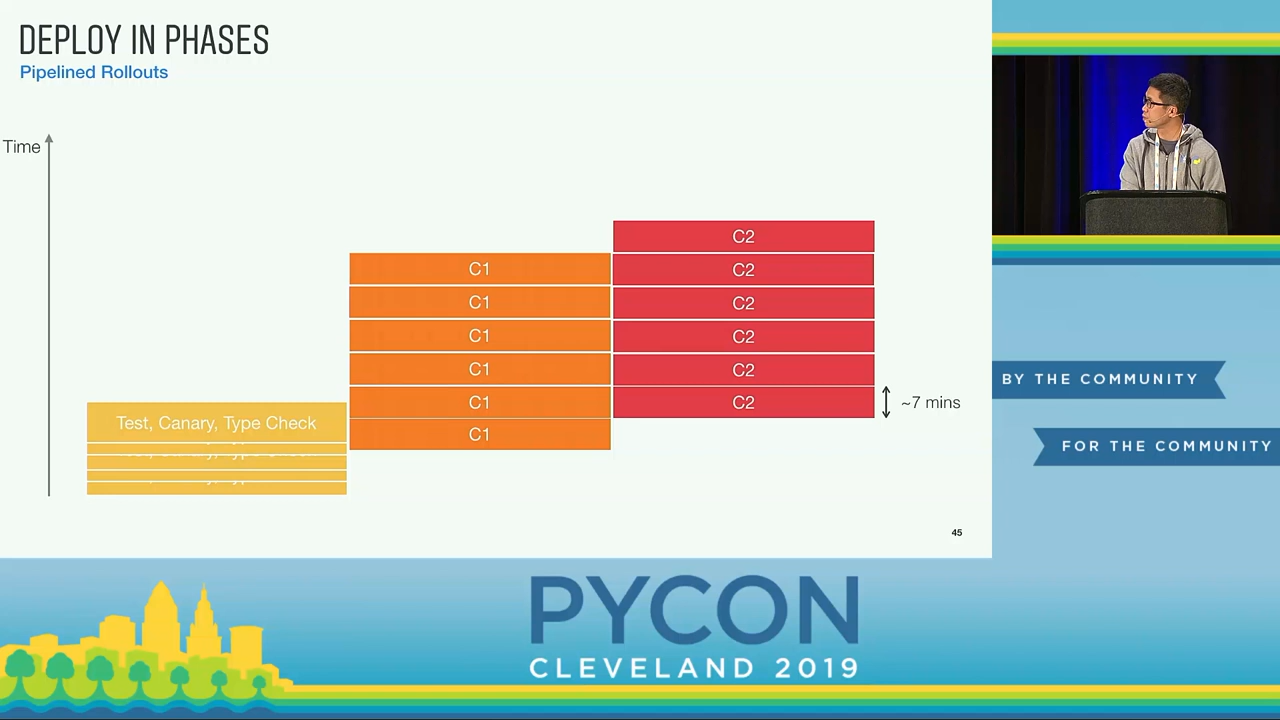 DEPLOY IN PHASES
Pipelined Rollouts
Time
C2
C1
C2
C1
C2
C1
C2
C1
C2
C1
C2
~7 mins
Test, Canary, Type Check
C1
45
BY THE COMMUNITY
FOR THE COMMUNITY
PYCON
CLEVELAND 2019